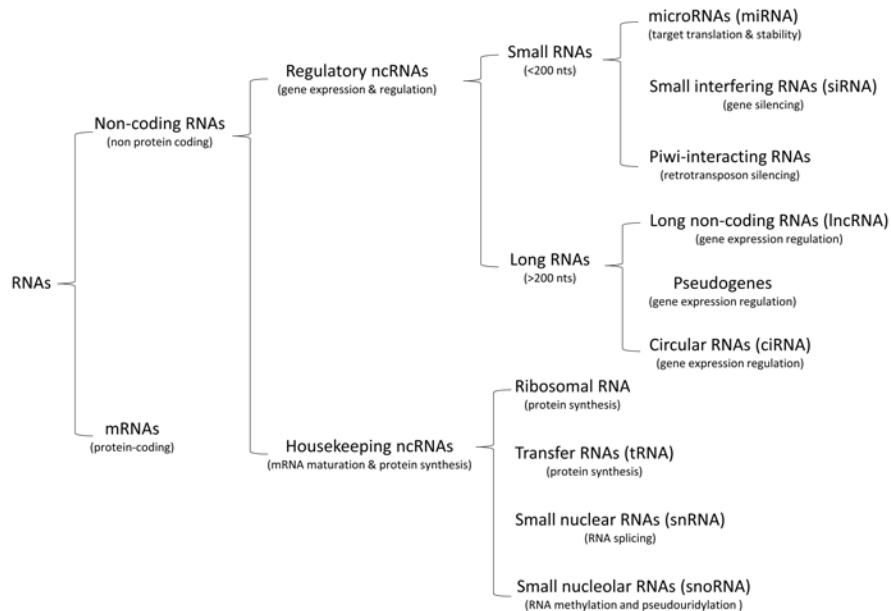 RNAs
Non-coding RNAs
(non protein coding)
mRNAs
(protein-coding)
Regulatory ncRNAs
(gene expression & regulation)
Housekeeping ncRNAs
(mRNA maturation & protein synthesis)
Small RNAs
(<200 nts)
Long RNAs
(>200 nts)
microRNAs (miRNA)
(target translation & stability)
Small interfering RNAs (siRNA)
(gene silencing)
Piwi-interacting RNAs
(retrotransposon silencing)
Long non-coding RNAs (lncRNA)
(gene expression regulation)
Pseudogenes
(gene expression regulation)
Circular RNAs (ciRNA)
(gene expression regulation)
Ribosomal RNA
(protein synthesis)
Transfer RNAs (tRNA)
(protein synthesis)
Small nuclear RNAs (snRNA)
(RNA splicing)
Small nucleolar RNAs (snoRNA)
(RNA methylation and pseudouridylation )